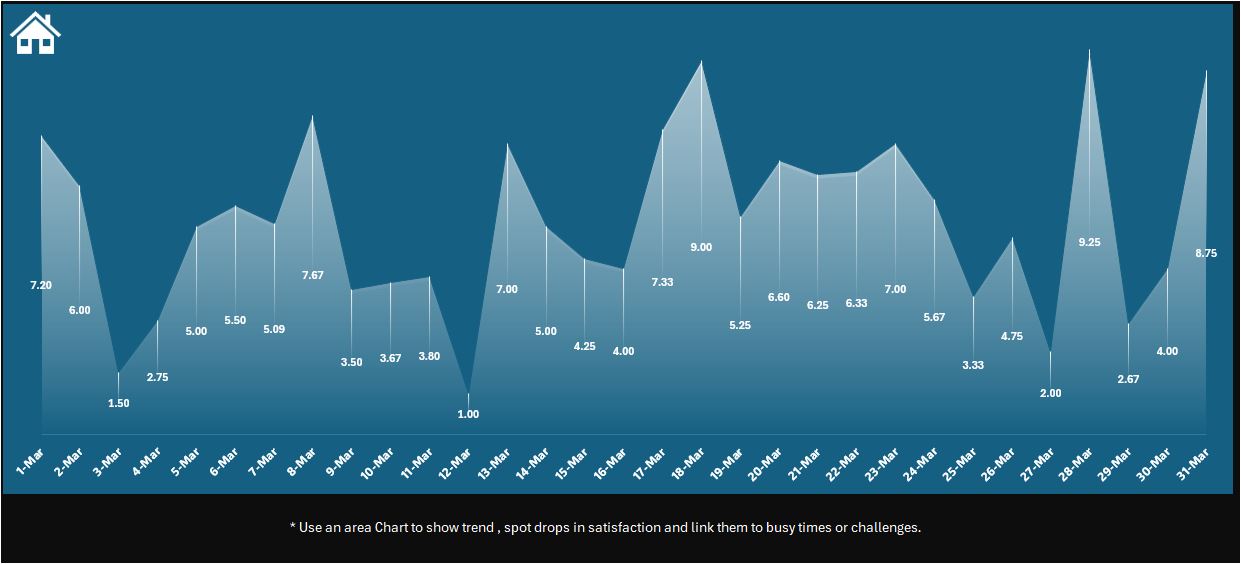 7.20
6.00
1.50
2.75
5.00
5.50
5.09
7.67
3.50
3.67
3.80
1.00
7.00
5.00
4.25
4.00
7.33
9.00
5.25
6.60
6.25
6.33
7.00
5.67
3.33
4.75
2.00
9.25
2.67
4.00
8.75
1-Mar
2-Mar
3-Mar
4-Mar
5-Mar
6-Mar
7-Mar
8-Mar
9-Mar
10-Mar
11-Mar
12-Mar
13-Mar
14-Mar
15-Mar
16-Mar
17-Mar
18-Mar
19-Mar
20-Mar
21-Mar
22-Mar
23-Mar
24-Mar
25-Mar
26-Mar
27-Mar
28-Mar
29-Mar
30-Mar
31-Mar
* Use an area Chart to show trend , spot drops in satisfaction and link them to busy times or challenges.